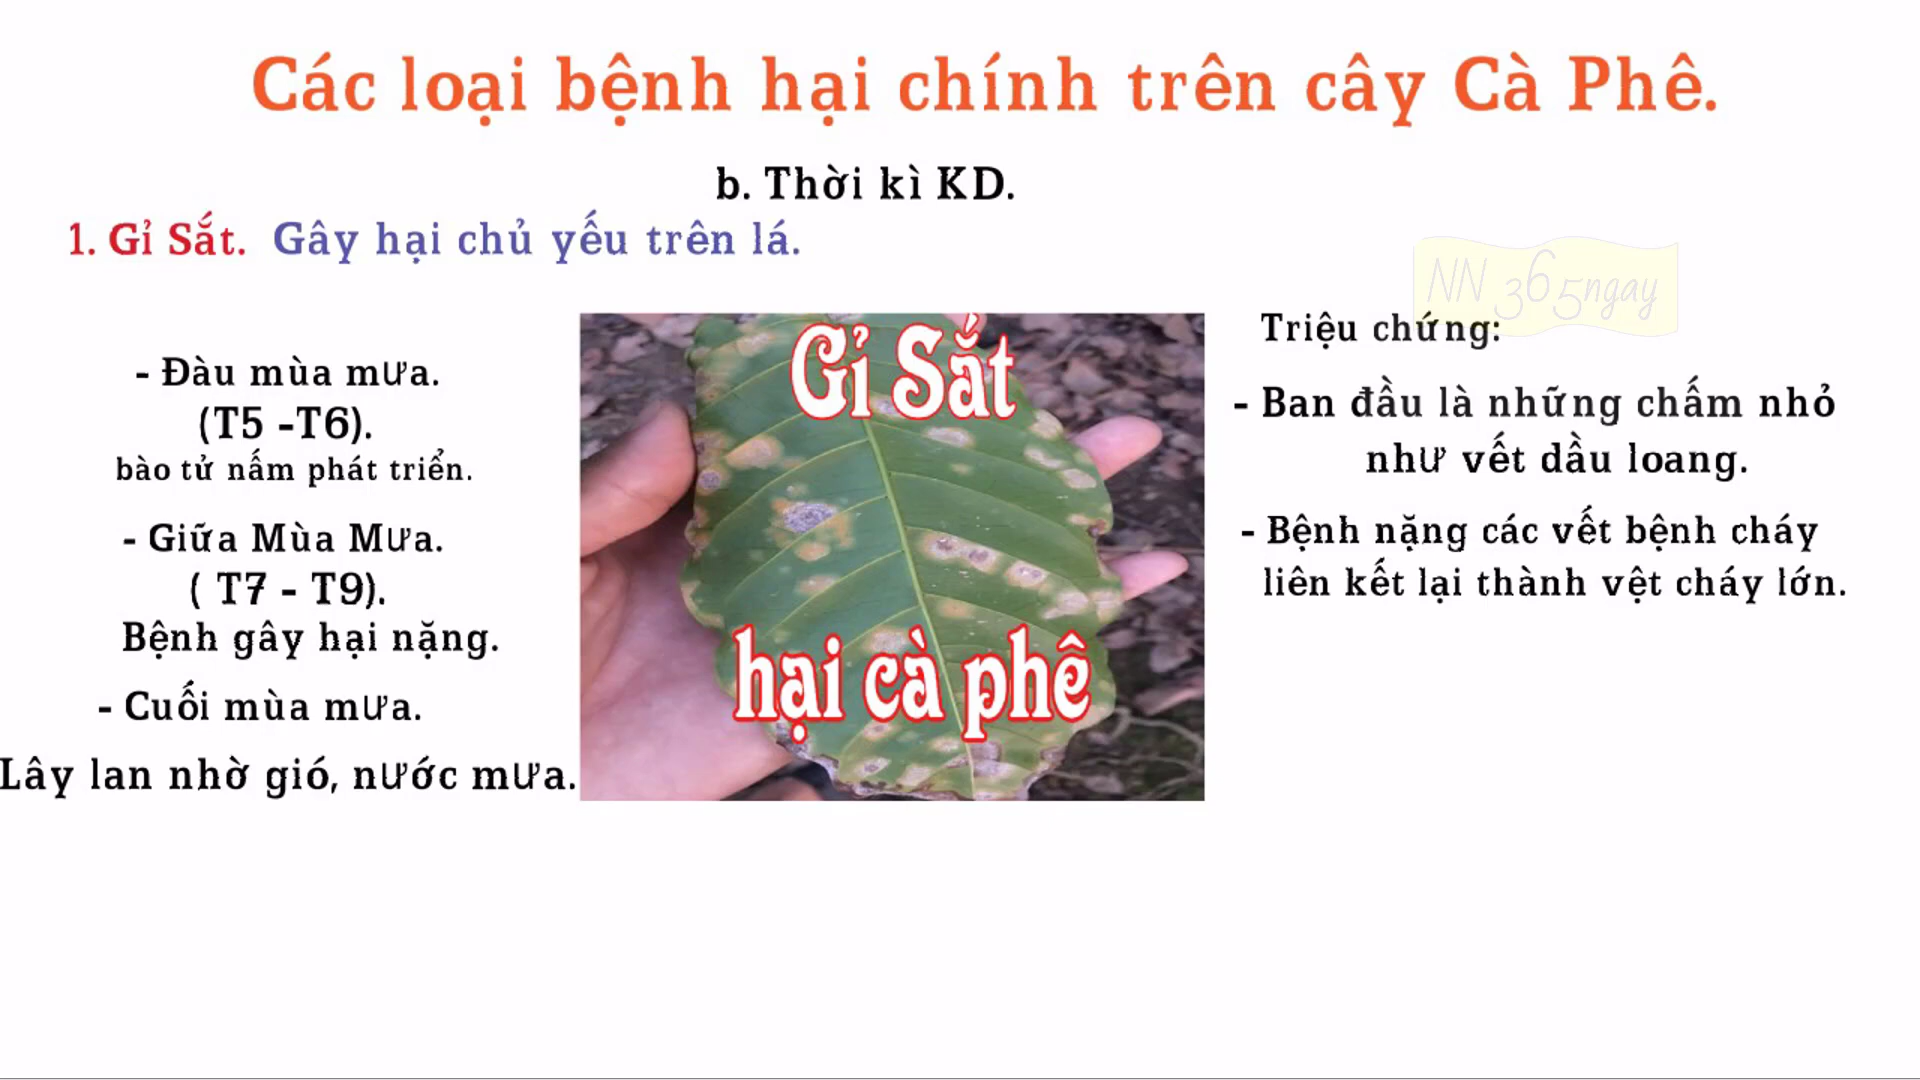 Các loại bệnh hại chính trên cây Cà Phê.
b. Thời kì KD.
1. Gỉ Sắt. Gây hại chủ yếu trên lá.
- Đàu mùa mưa.
(T5 -T6).
bào tử nấm phát triển.
- Giữa Mùa Mưa.
( T7 - T9).
Bệnh gây hại nặng.
- Cuối mùa mưa.
Lây lan nhờ gió, nước mưa.
Gỉ Sắt
hại cà phê
NN 365ngay
Triệu chứng:
- Ban đầu là những chấm nhỏ
như vết dầu loang.
- Bệnh nặng các vết bệnh cháy
liên kết lại thành vệt cháy lớn.